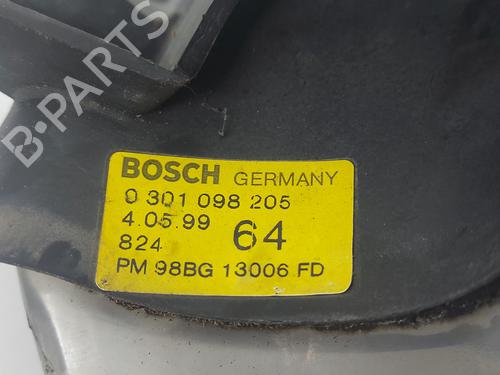 BOSCH GERMANY
0 301 098 205
4.05.99 64
824
PM 98BG 13006 FD
B-PARTS